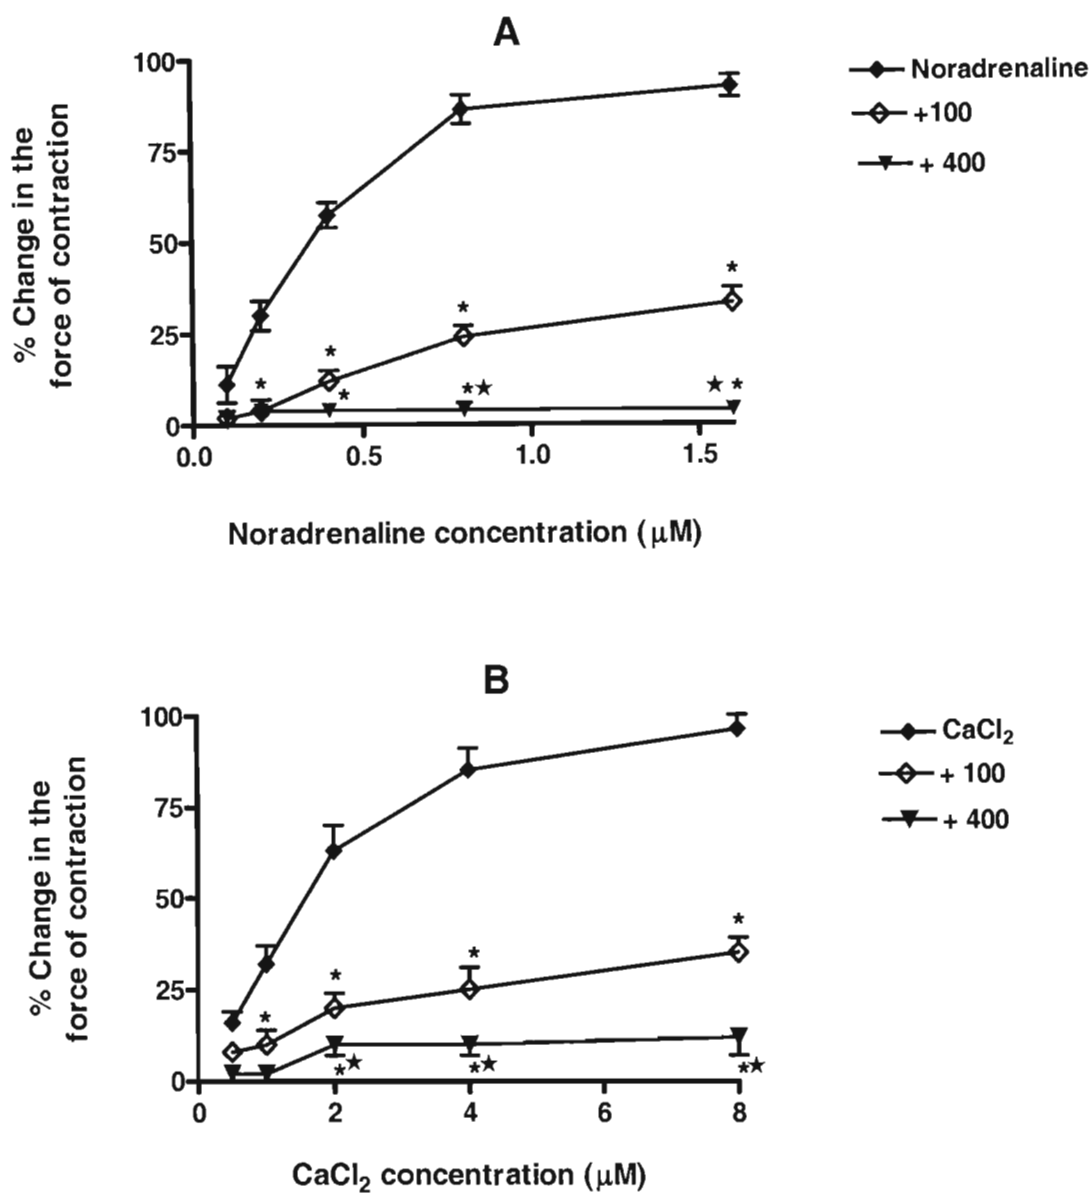 A
% Change in the
force of contraction
100
75
50
25
0
0.0 0.5 1.0 1.5
Noradrenaline concentration (μM)
Noradrenaline
+100
+ 400
* * * *
* *★ ★*
B
% Change in the
force of contraction
100
75
50
25
0
0 2 4 6 8
CaCl₂ concentration (μM)
CaCl₂
+ 100
+ 400
* * * *
*★ *★ *★